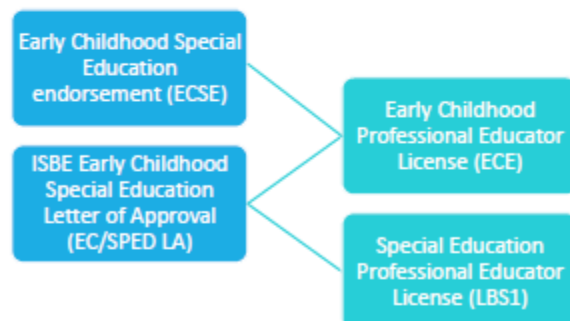 Early Childhood Special
Education
endorsement (ECSE)
ISBE Early Childhood
Special Education
Letter of Approval
(EC/SPED LA)
Early Childhood
Professional Educator
License (ECE)
Special Education
Professional Educator
License (LBS1)